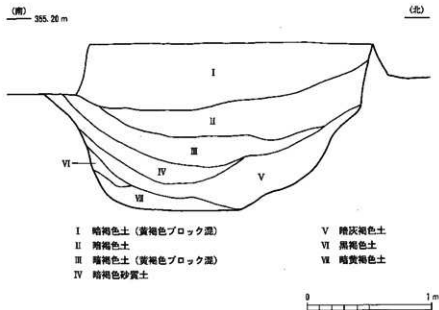 (南)
355.20 m
(北)
I
II
III
IV
V
VI
VII
I 暗褐色土(黄褐色ブロック混)
II 暗褐色土
III 暗褐色土(黄褐色ブロック混)
IV 暗褐色砂質土
V 暗灰褐色土
VI 黒褐色土
VII 暗黄褐色土
0 1 m